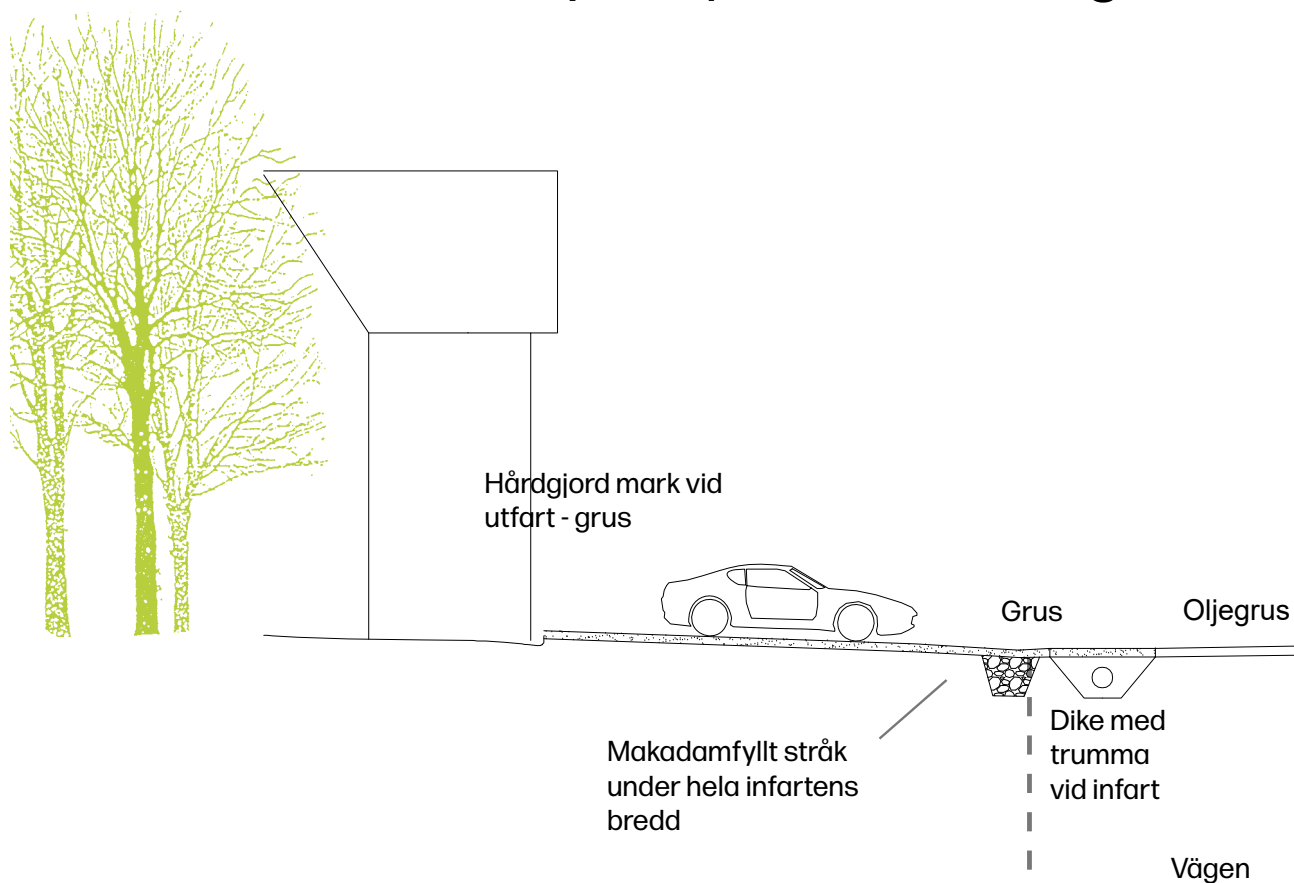 Hårdgjord mark vid
utfart - grus
Grus
Oljegrus
Makadamfyllt stråk
under hela infartens
bredd
Dike med
trumma
vid infart
Vägen